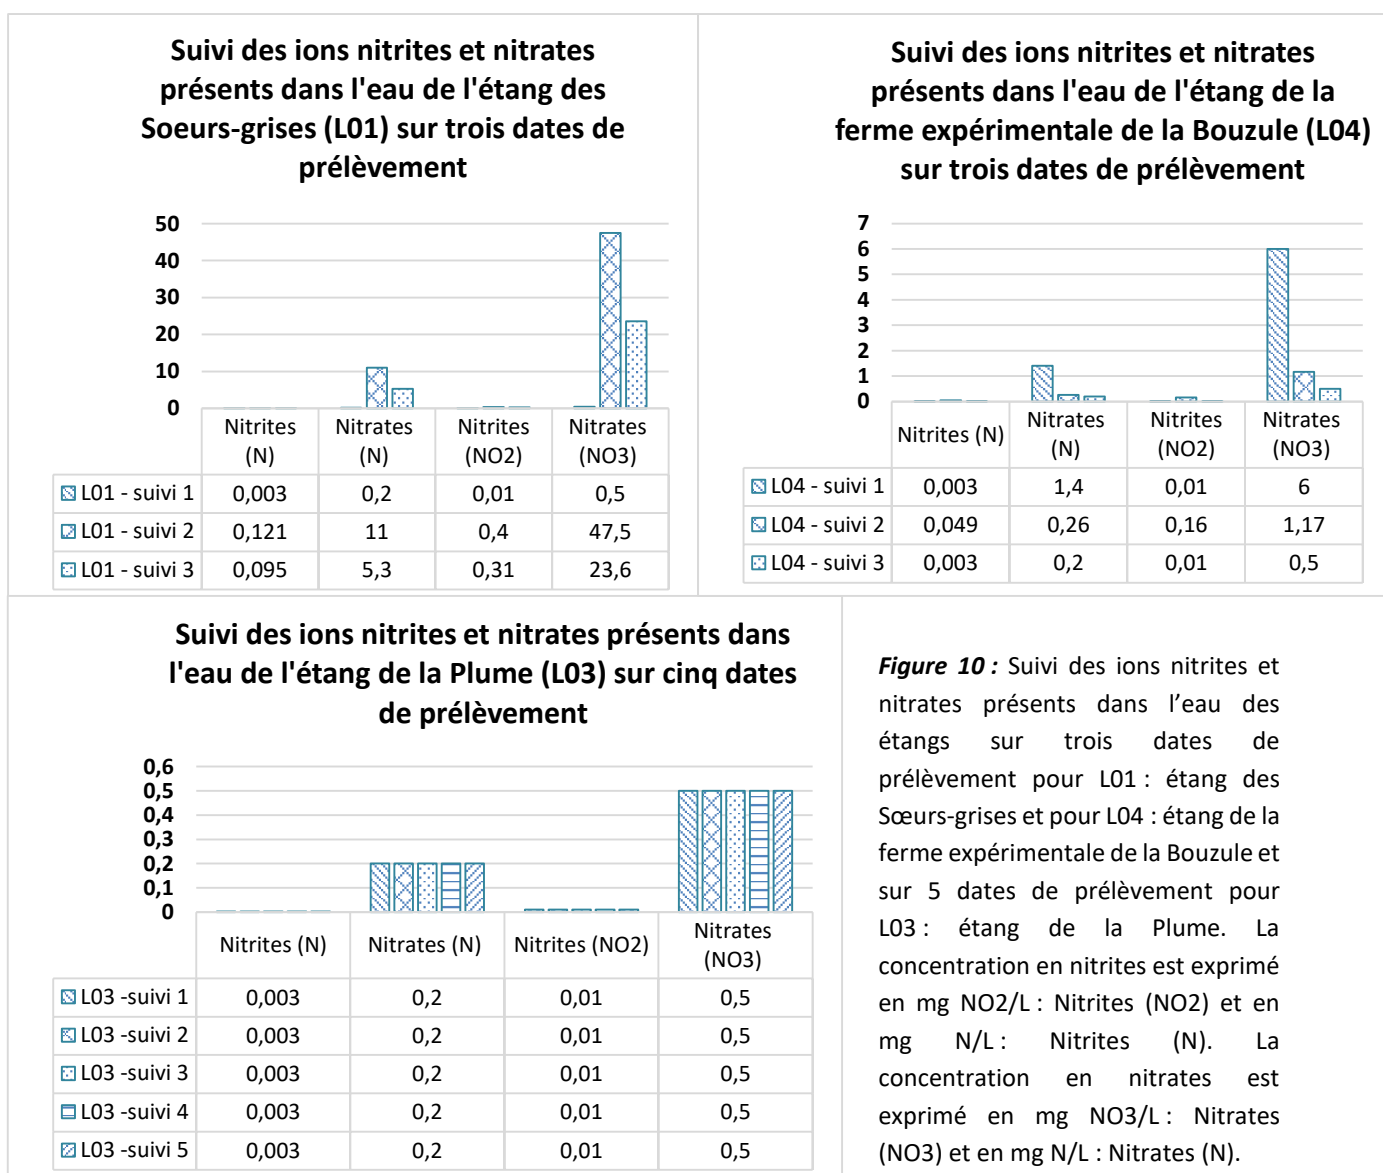 Suivi des ions nitrites et nitrates
présents dans l'eau de l'étang des
Soeurs-grises (L01) sur trois dates de
prélèvement
50
40
30
20
10
0
Nitrites (N) Nitrates (N) Nitrites (NO2) Nitrates (NO3)
L01 - suivi 1 0,003 0,2 0,01 0,5
L01 - suivi 2 0,121 11 0,4 47,5
L01 - suivi 3 0,095 5,3 0,31 23,6
Suivi des ions nitrites et nitrates
présents dans l'eau de l'étang de la
ferme expérimentale de la Bouzule (L04)
sur trois dates de prélèvement
7
6
5
4
3
2
1
0
Nitrites (N) Nitrates (N) Nitrites (NO2) Nitrates (NO3)
L04 - suivi 1 0,003 1,4 0,01 6
L04 - suivi 2 0,049 0,26 0,16 1,17
L04 - suivi 3 0,003 0,2 0,01 0,5
Suivi des ions nitrites et nitrates présents dans
l'eau de l'étang de la Plume (L03) sur cinq dates
de prélèvement
0,6
0,5
0,4
0,3
0,2
0,1
0
Nitrites (N) Nitrates (N) Nitrites (NO2) Nitrates (NO3)
L03 -suivi 1 0,003 0,2 0,01 0,5
L03 -suivi 2 0,003 0,2 0,01 0,5
L03 -suivi 3 0,003 0,2 0,01 0,5
L03 -suivi 4 0,003 0,2 0,01 0,5
L03 -suivi 5 0,003 0,2 0,01 0,5
Figure 10 : Suivi des ions nitrites et
nitrates présents dans l’eau des
étangs sur trois dates de
prélèvement pour L01 : étang des
Sœurs-grises et pour L04 : étang de la
ferme expérimentale de la Bouzule et
sur 5 dates de prélèvement pour
L03 : étang de la Plume. La
concentration en nitrites est exprimé
en mg NO2/L : Nitrites (NO2) et en
mg N/L : Nitrites (N). La
concentration en nitrates est
exprimé en mg NO3/L : Nitrates
(NO3) et en mg N/L : Nitrates (N).